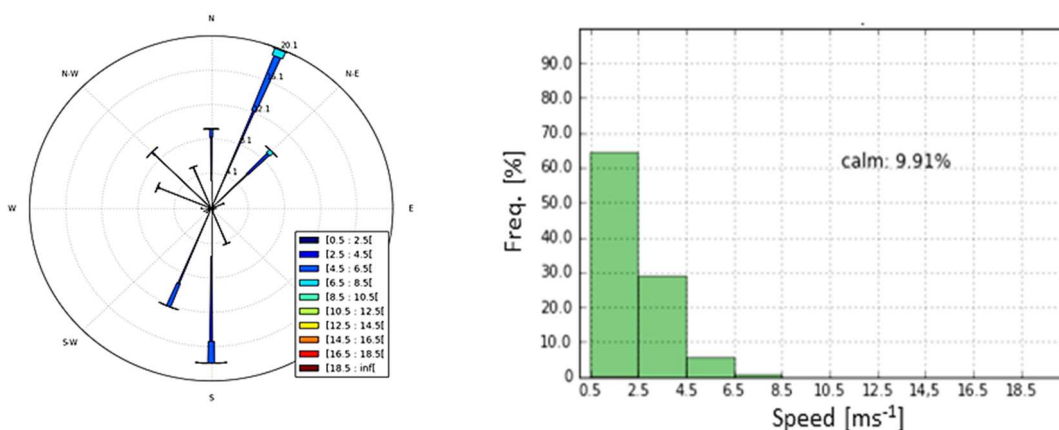 N
N-E
E
S
S-W
W
N-W
20.1
12.1
8.1
[0.5 : 2.5[
[2.5 : 4.5[
[4.5 : 6.5[
[6.5 : 8.5[
[8.5 : 10.5[
[10.5 : 12.5[
[12.5 : 14.5[
[14.5 : 16.5[
[16.5 : 18.5[
[18.5 : inf[
Freq. [%]
90.0
80.0
70.0
60.0
50.0
40.0
30.0
20.0
10.0
0
calm: 9.91%
0.5 2.5 4.5 6.5 8.5 10.5 12.5 14,5 16.5 18.5
Speed [ms⁻¹]